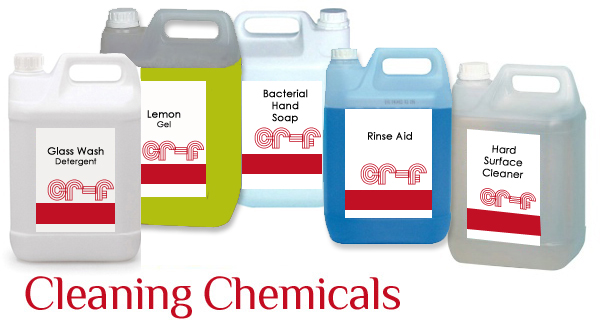 Glass Wash
Detergent
cr=f
Lemon
Gel
cr=f
Bacterial
Hand
Soap
cr=f
Rinse Aid
cr=f
Hard
Surface
Cleaner
cr=f
Cleaning Chemicals